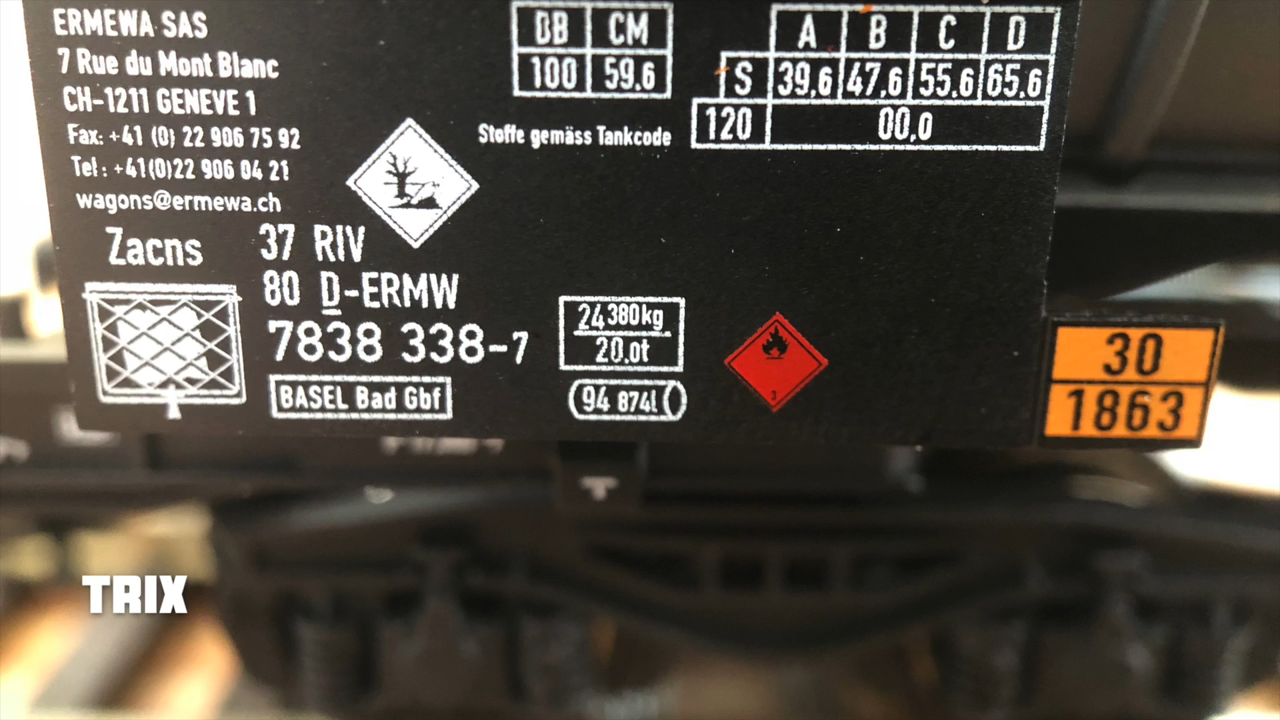 ERMEWA SAS
7 Rue du Mont Blanc
CH-1211 GENEVE 1
Fax: +41 (0) 22 906 75 92
Tel: +41(0)22 906 04 21
wagons@ermewa.ch
DB CM
100 59.6
A B C D
S 39,6 47,6 55.6 65.6
120 00,0
Stoffe gemäss Tankcode
Zacns
37 RIV
80 D-ERMW
7838 338-7
BASEL Bad Gbf
24380kg
20.0t
94 874l
3
30
1863
TRIX